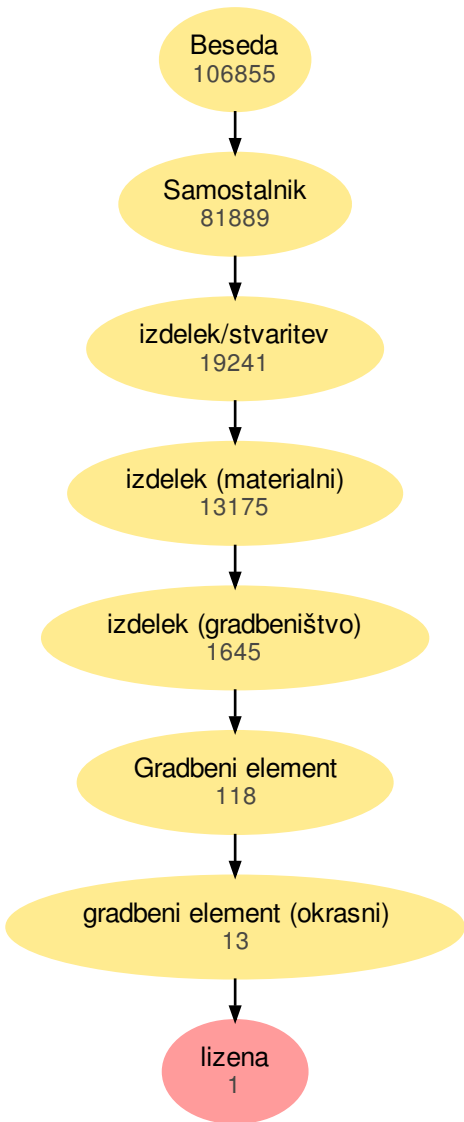 Beseda
106855
Samostalnik
81889
izdelek/stvaritev
19241
izdelek (materialni)
13175
izdelek (gradbeništvo)
1645
Gradbeni element
118
gradbeni element (okrasni)
13
lizena
1